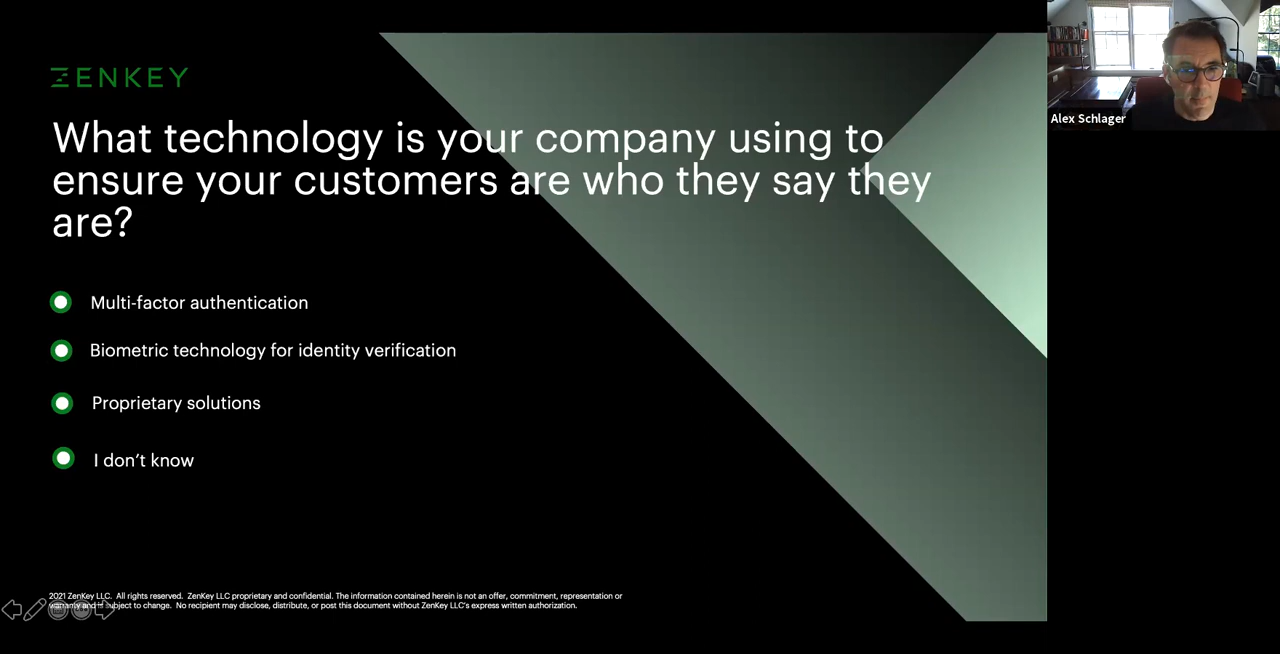 ZENKEY
What technology is your company using to
ensure your customers are who they say they
are?
Multi-factor authentication
Biometric technology for identity verification
Proprietary solutions
I don’t know
2021 ZenKey LLC. All rights reserved. ZenKey LLC proprietary and confidential. The information contained herein is not an offer, commitment, representation or
warranty and is subject to change. No recipient may disclose, distribute, or post this document without ZenKey LLC’s express written authorization.
Alex Schlager